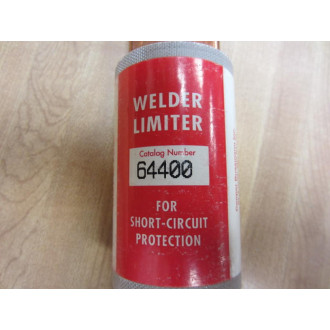 WELDER
LIMITER
Catalog Number
64400
FOR
SHORT-CIRCUIT
PROTECTION